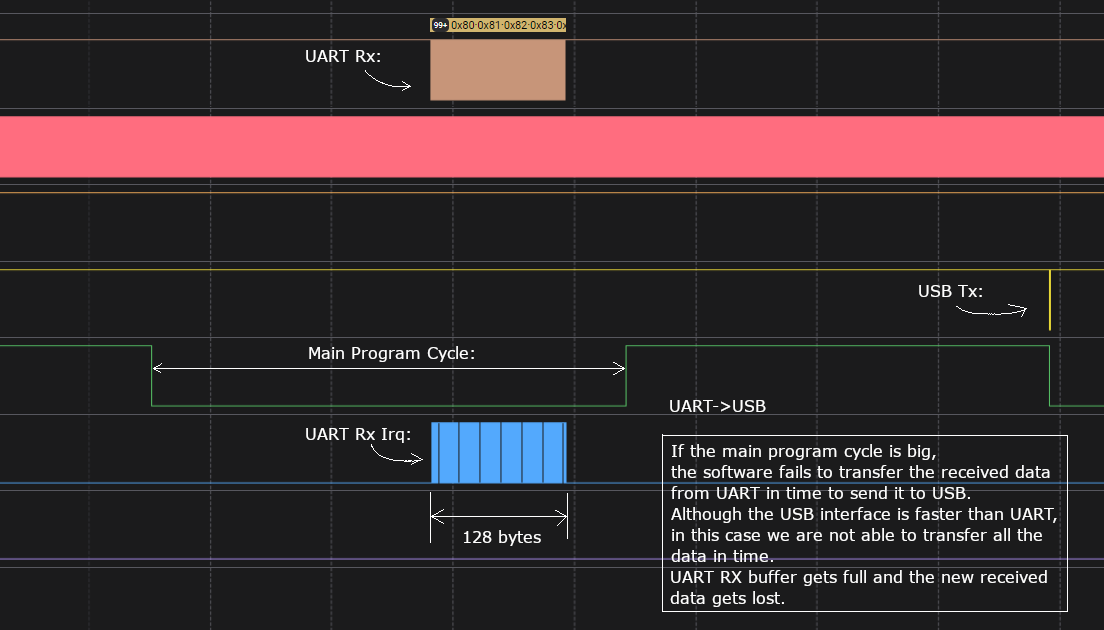 99+ 0x80·0x81·0x82·0x83·0x
UART Rx:
USB Tx:
Main Program Cycle:
UART->USB
UART Rx Irq:
If the main program cycle is big,
the software fails to transfer the received data
from UART in time to send it to USB.
Although the USB interface is faster than UART,
in this case we are not able to transfer all the
data in time.
UART RX buffer gets full and the new received
data gets lost.
128 bytes